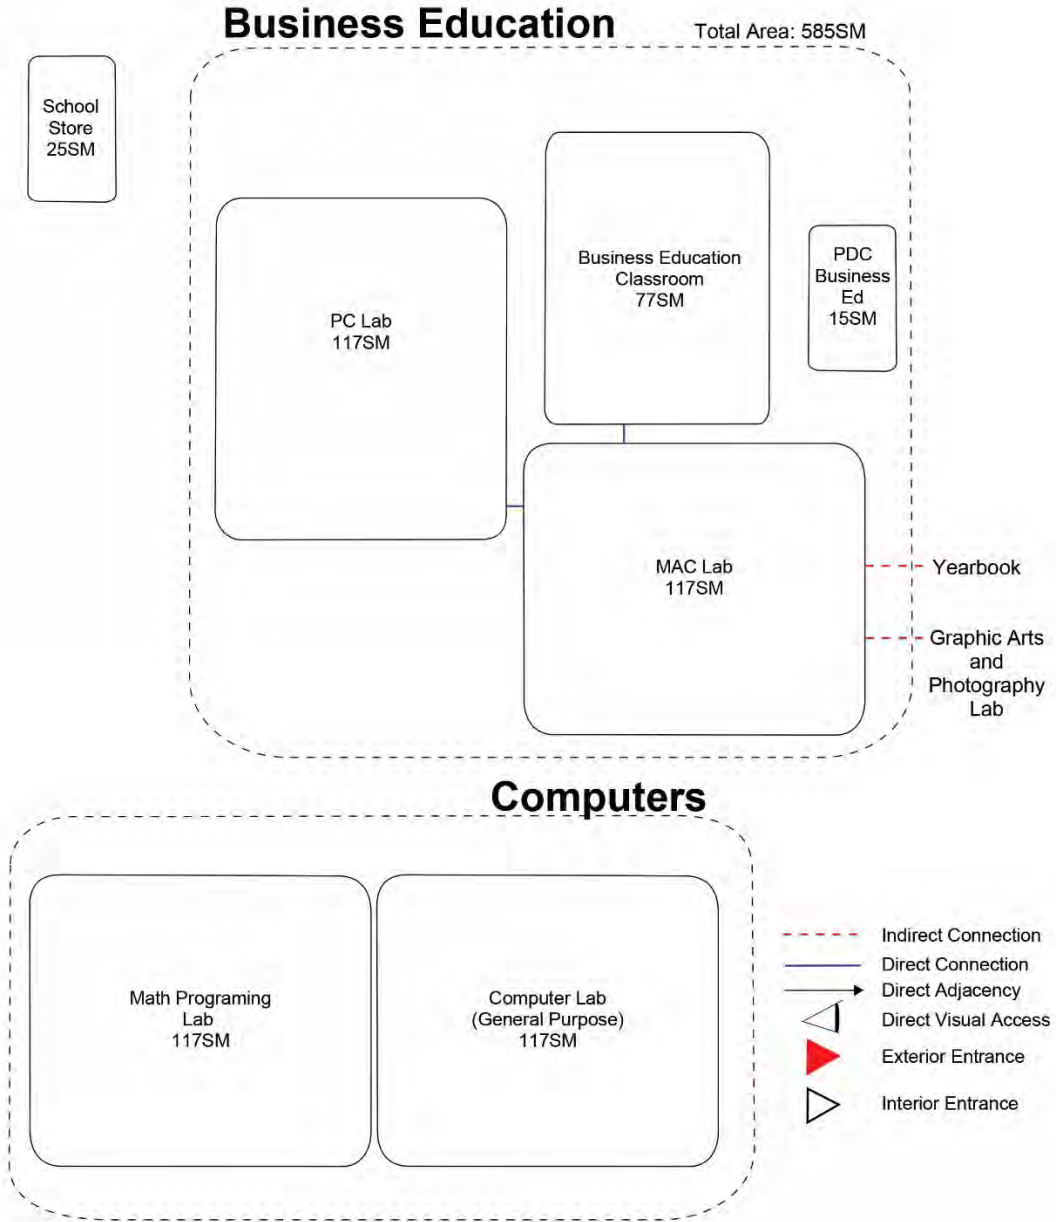 Business Education
Total Area: 585SM
School
Store
25SM
Business Education
Classroom
77SM
PDC
Business
Ed
15SM
PC Lab
117SM
MAC Lab
117SM
Yearbook
Graphic Arts
and
Photography
Lab
Computers
Math Programing
Lab
117SM
Computer Lab
(General Purpose)
117SM
Indirect Connection
Direct Connection
Direct Adjacency
Direct Visual Access
Exterior Entrance
Interior Entrance